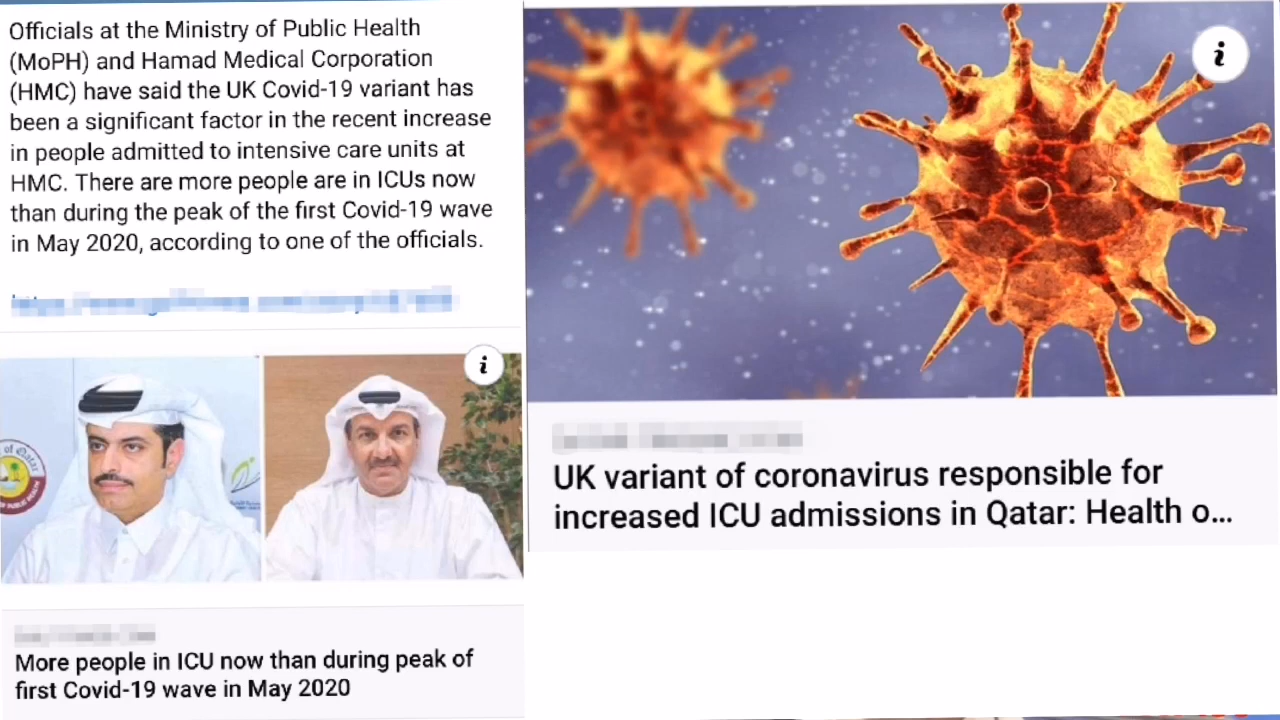 Officials at the Ministry of Public Health
(MoPH) and Hamad Medical Corporation
(HMC) have said the UK Covid-19 variant has
been a significant factor in the recent increase
in people admitted to intensive care units at
HMC. There are more people are in ICUs now
than during the peak of the first Covid-19 wave
in May 2020, according to one of the officials.
of Qatar
More people in ICU now than during peak of
first Covid-19 wave in May 2020
i
i
UK variant of coronavirus responsible for
increased ICU admissions in Qatar: Health o...